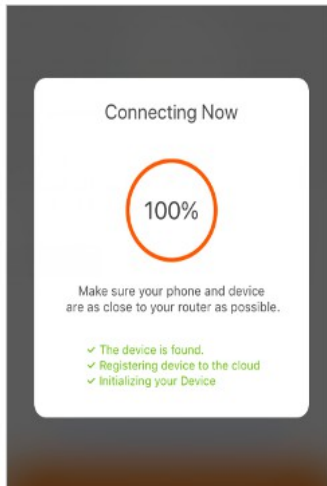 Connecting Now
100%
Make sure your phone and device
are as close to your router as possible.
✓ The device is found.
✓ Registering device to the cloud
✓ Initializing your Device